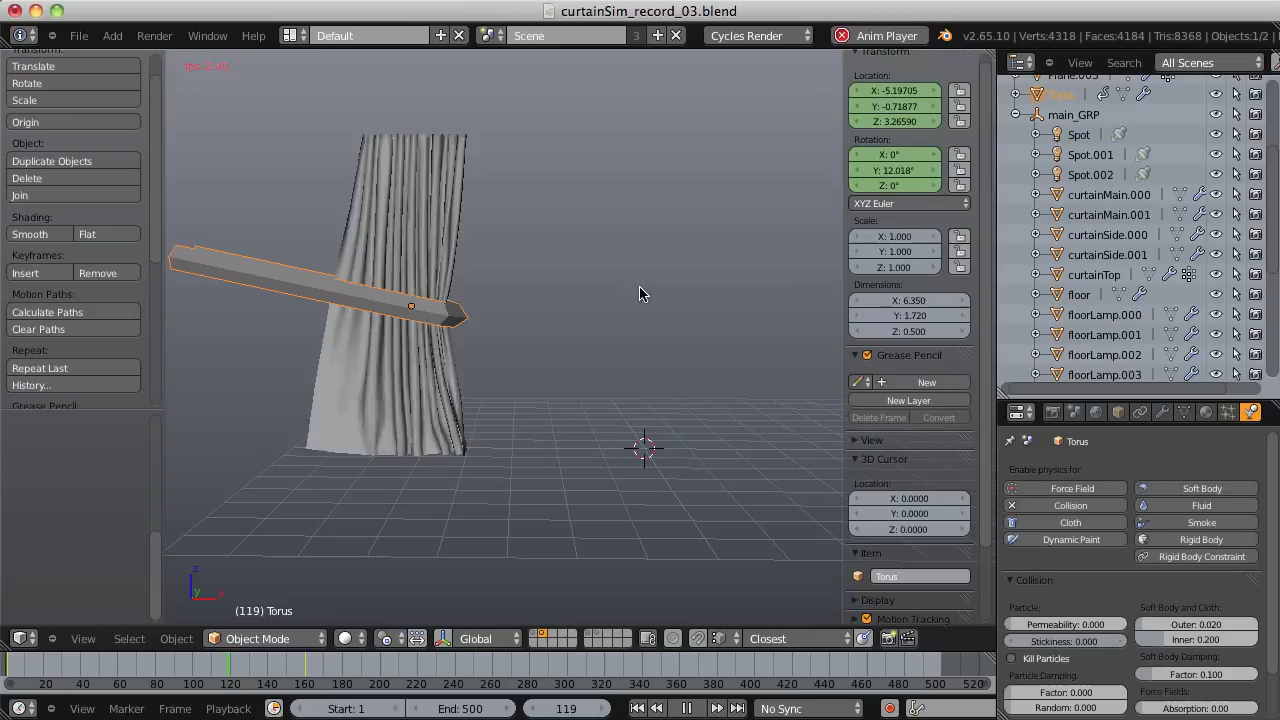 curtainSim_record_03.blend
File Add Render Window Help Default Scene 3 Cycles Render Anim Player v2.65.10 | Verts:4318 | Faces:4184 | Tris:8368 | Objects:1/2 |
Translate
Rotate
Scale
Origin
Object:
Duplicate Objects
Delete
Join
Shading:
Smooth Flat
Keyframes:
Insert Remove
Motion Paths:
Calculate Paths
Clear Paths
Repeat:
Repeat Last
History...
Grease Pencil:
z
y
(119) Torus
Transform
Location:
X: -5.19705
Y: -0.71877
Z: 3.26590
Rotation:
X: 0°
Y: 12.018°
Z: 0°
XYZ Euler
Scale:
X: 1.000
Y: 1.000
Z: 1.000
Dimensions:
X: 6.350
Y: 1.720
Z: 0.500
Grease Pencil
New
New Layer
Delete Frame Convert
View
3D Cursor
Location:
X: 0.0000
Y: 0.0000
Z: 0.0000
Item
Torus
Display
Motion Tracking
View Search All Scenes
Plane.003
Torus
main_GRP
Spot
Spot.001
Spot.002
curtainMain.000
curtainMain.001
curtainSide.000
curtainSide.001
curtainTop
floor
floorLamp.000
floorLamp.001
floorLamp.002
floorLamp.003
Torus
Enable physics for:
Force Field Soft Body
Collision Fluid
Cloth Smoke
Dynamic Paint Rigid Body
Rigid Body Constraint
Collision
Particle: Soft Body and Cloth:
Permeability: 0.000 Outer: 0.020
Stickiness: 0.000 Inner: 0.200
Kill Particles Soft Body Damping:
Particle Damping: Factor: 0.100
Factor: 0.000 Force Fields:
Random: 0.000 Absorption: 0.00
View Select Object Object Mode Global Closest
20 40 60 80 100 120 140 160 180 200 220 240 260 280 300 320 340 360 380 400 420 440 460 480 500 520
View Marker Frame Playback Start: 1 End: 500 119 No Sync